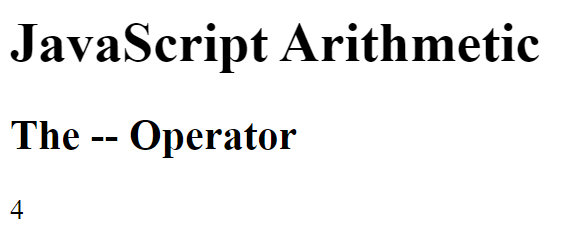 JavaScript Arithmetic
The -- Operator
4